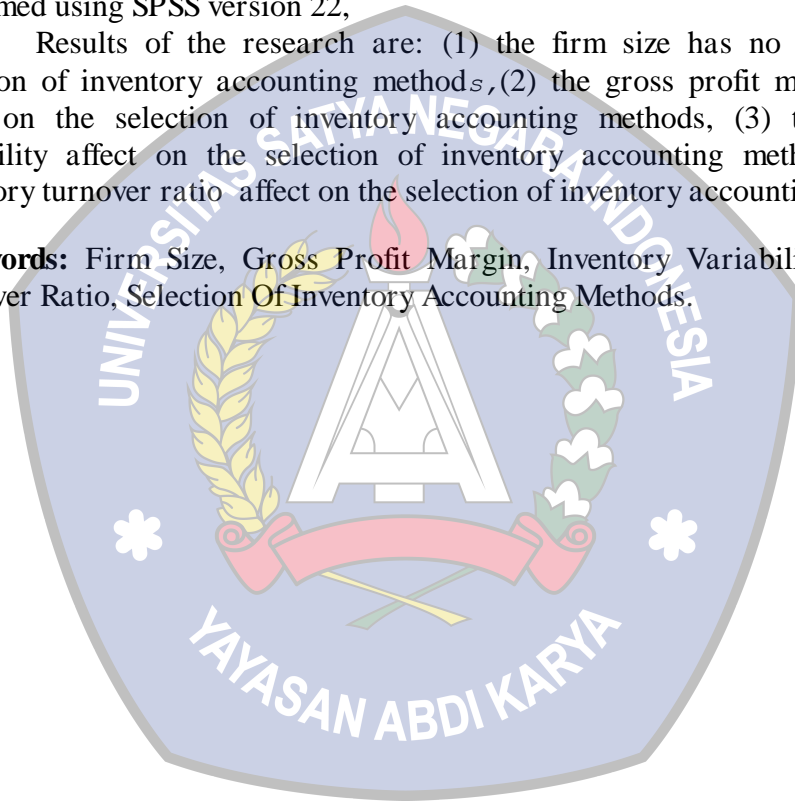 med using SPSS version 22,
Results of the research are: (1) the firm size has no
on of inventory accounting methods,(2) the gross profit m
on the selection of inventory accounting methods, (3) t
ility affect on the selection of inventory accounting meth
ory turnover ratio affect on the selection of inventory accounti
ords: Firm Size, Gross Profit Margin, Inventory Variabili
er Ratio, Selection Of Inventory Accounting Methods.
UNIVERSITAS SATYA NEGARA INDONESIA
YAYASAN ABDI KARYA